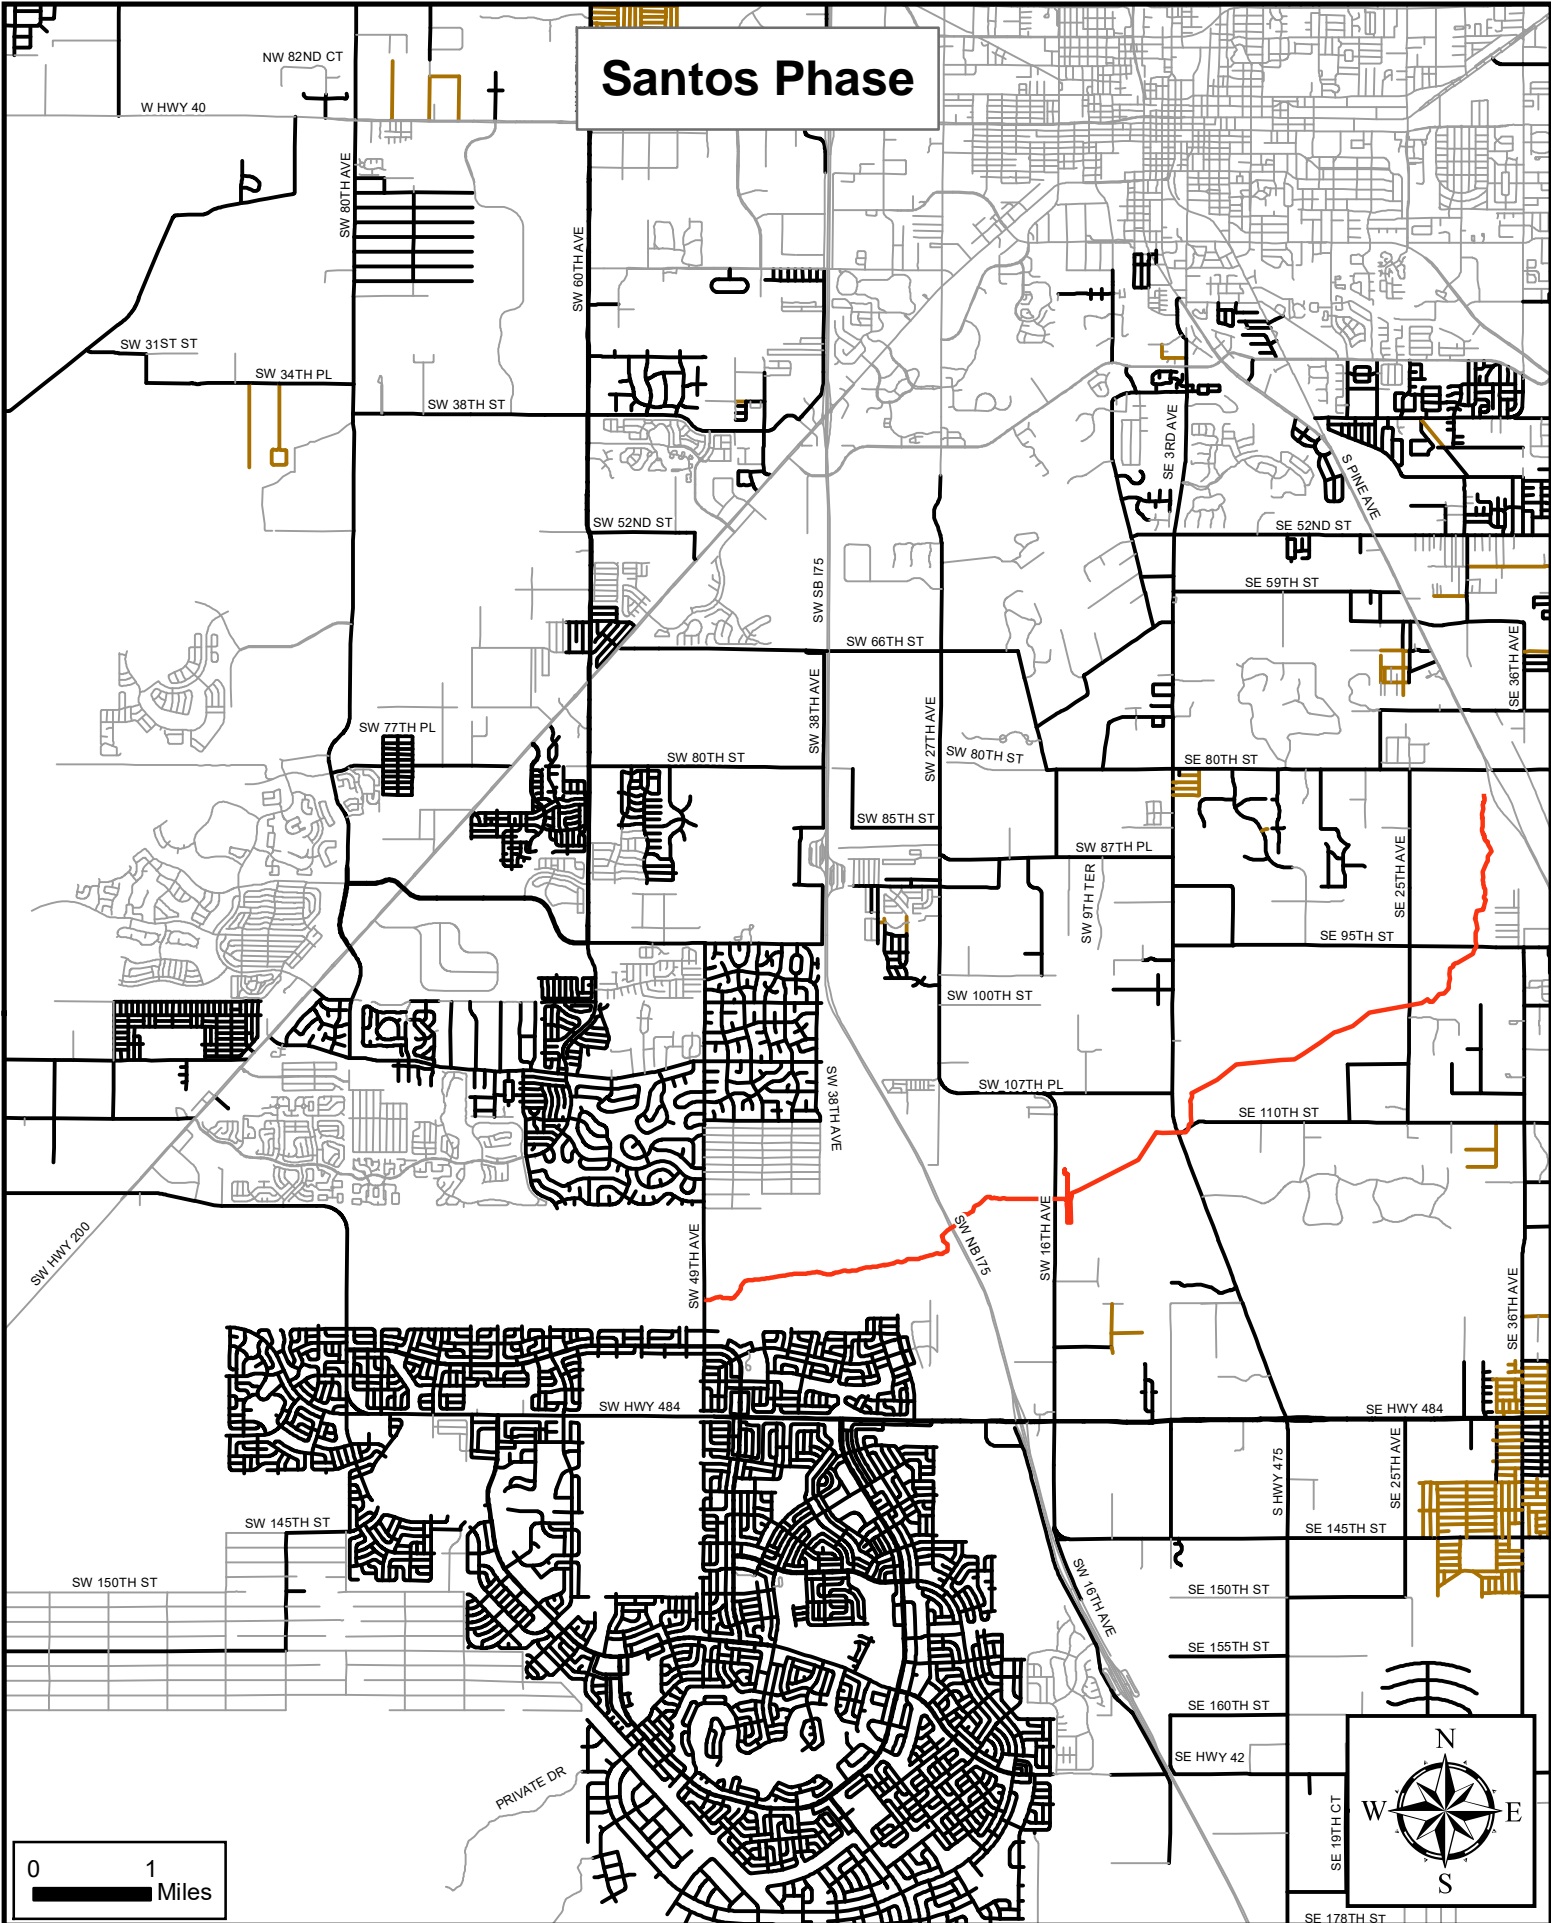 Santos Phase
NW 82ND CT
W HWY 40
SW 80TH AVE
SW 60TH AVE
SW 31ST ST
SW 34TH PL
SW 38TH ST
SE 3RD AVE
S PINE AVE
SW 52ND ST
SE 52ND ST
SW SB I75
SE 59TH ST
SW 66TH ST
SE 36TH AVE
SW 38TH AVE
SW 27TH AVE
SW 77TH PL
SW 80TH ST
SW 80TH ST
SE 80TH ST
SW 85TH ST
SW 87TH PL
SW 9TH TER
SE 25TH AVE
SE 95TH ST
SW 100TH ST
SW 38TH AVE
SW 107TH PL
SE 110TH ST
SW HWY 200
SW 49TH AVE
SW NB I75
SW 16TH AVE
SE 36TH AVE
SW HWY 484
SE HWY 484
S HWY 475
SE 25TH AVE
SW 145TH ST
SE 145TH ST
SW 150TH ST
SW 16TH AVE
SE 150TH ST
SE 155TH ST
SE 160TH ST
SE HWY 42
PRIVATE DR
SE 19TH CT
N
W E
S
0 1
Miles
SE 178TH ST